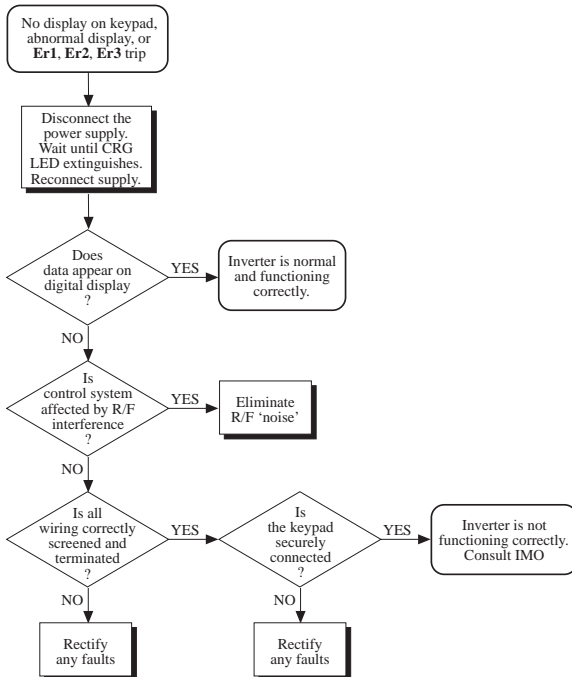 No display on keypad,
abnormal display, or
Er1, Er2, Er3 trip
Disconnect the
power supply.
Wait until CRG
LED extinguishes.
Reconnect supply.
Does
data appear on
digital display
?
YES
Inverter is normal
and functioning
correctly.
NO
Is
control system
affected by R/F
interference
?
YES
Eliminate
R/F ‘noise’
NO
Is all
wiring correctly
screened and
terminated
?
YES
Is
the keypad
securely
connected
?
YES
Inverter is not
functioning correctly.
Consult IMO
NO
Rectify
any faults
NO
Rectify
any faults